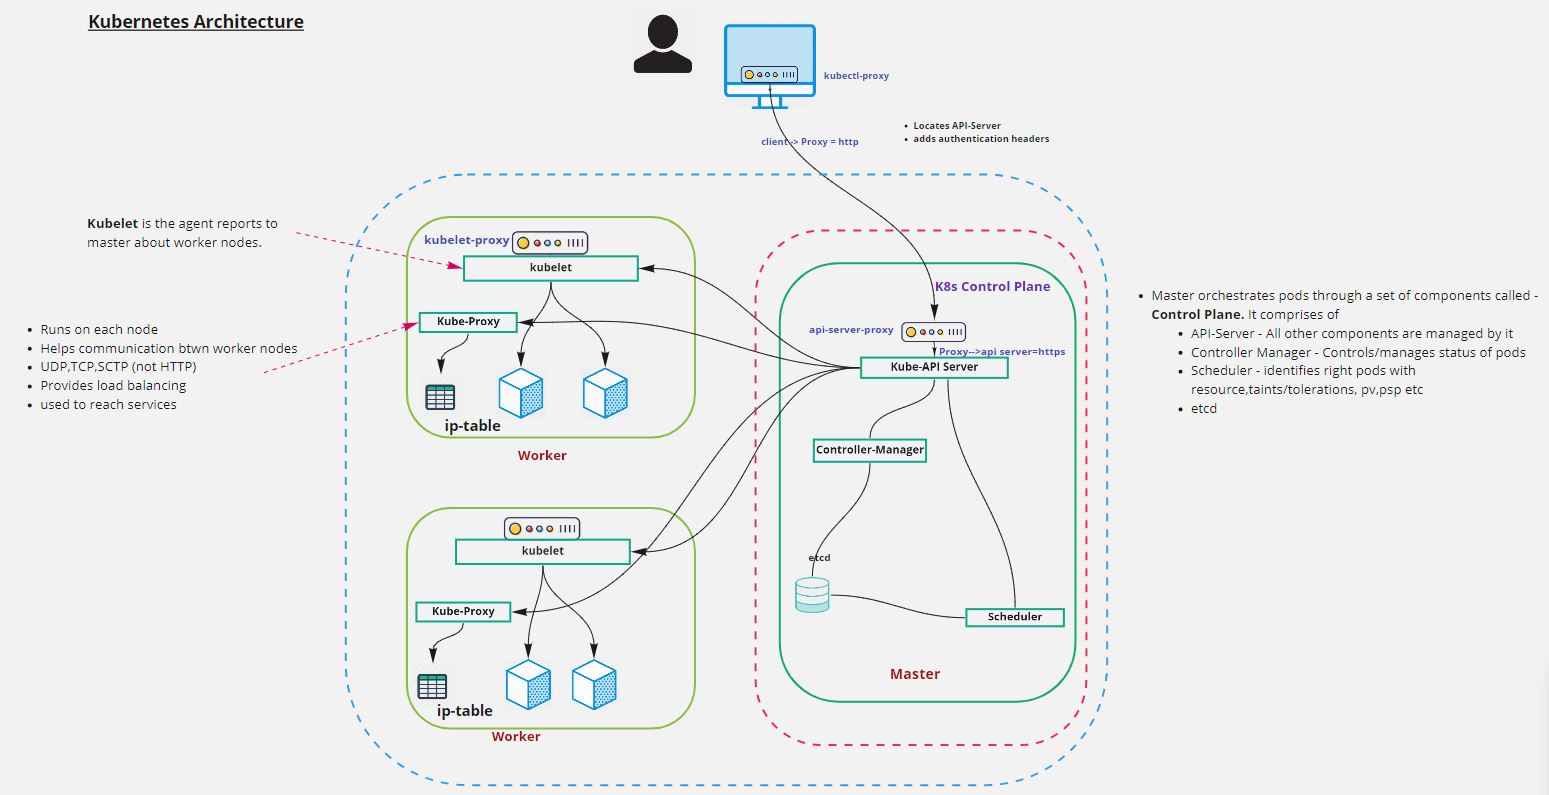 Kubernetes Architecture
kubectl-proxy
• Locates API-Server
• adds authentication headers
client -> Proxy = http
Kubelet is the agent reports to
master about worker nodes.
• Runs on each node
• Helps communication btwn worker nodes
• UDP,TCP,SCTP (not HTTP)
• Provides load balancing
• used to reach services
kubelet-proxy
kubelet
Kube-Proxy
ip-table
Worker
kubelet
Kube-Proxy
ip-table
Worker
K8s Control Plane
api-server-proxy
Proxy-->api server=https
Kube-API Server
Controller-Manager
etcd
Scheduler
Master
• Master orchestrates pods through a set of components called -
Control Plane. It comprises of
• API-Server - All other components are managed by it
• Controller Manager - Controls/manages status of pods
• Scheduler - identifies right pods with
resource,taints/tolerations, pv,psp etc
• etcd